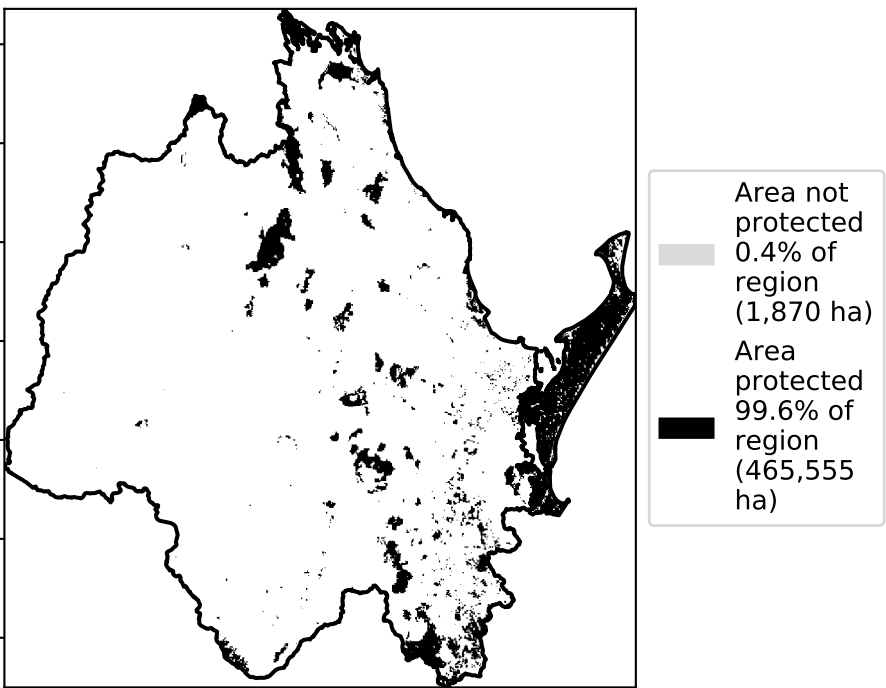 Area not
protected
0.4% of
region
(1,870 ha)
Area
protected
99.6% of
region
(465,555
ha)